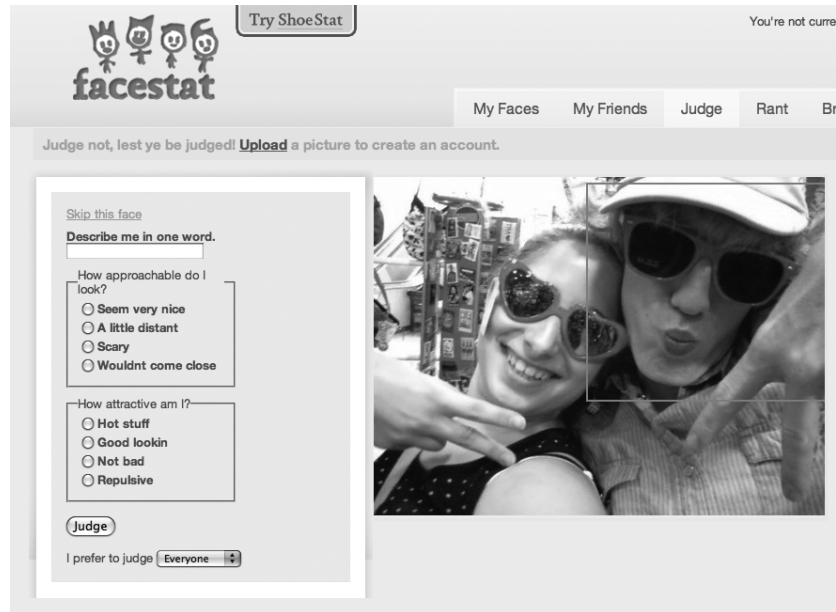 Try ShoeStat
You're not curre
facestat
My Faces
My Friends
Judge
Rant
Br
Judge not, lest ye be judged! Upload a picture to create an account.
Skip this face
Describe me in one word.
How approachable do I
look?
Seem very nice
A little distant
Scary
Wouldnt come close
How attractive am I?
Hot stuff
Good lookin
Not bad
Repulsive
Judge
I prefer to judge Everyone